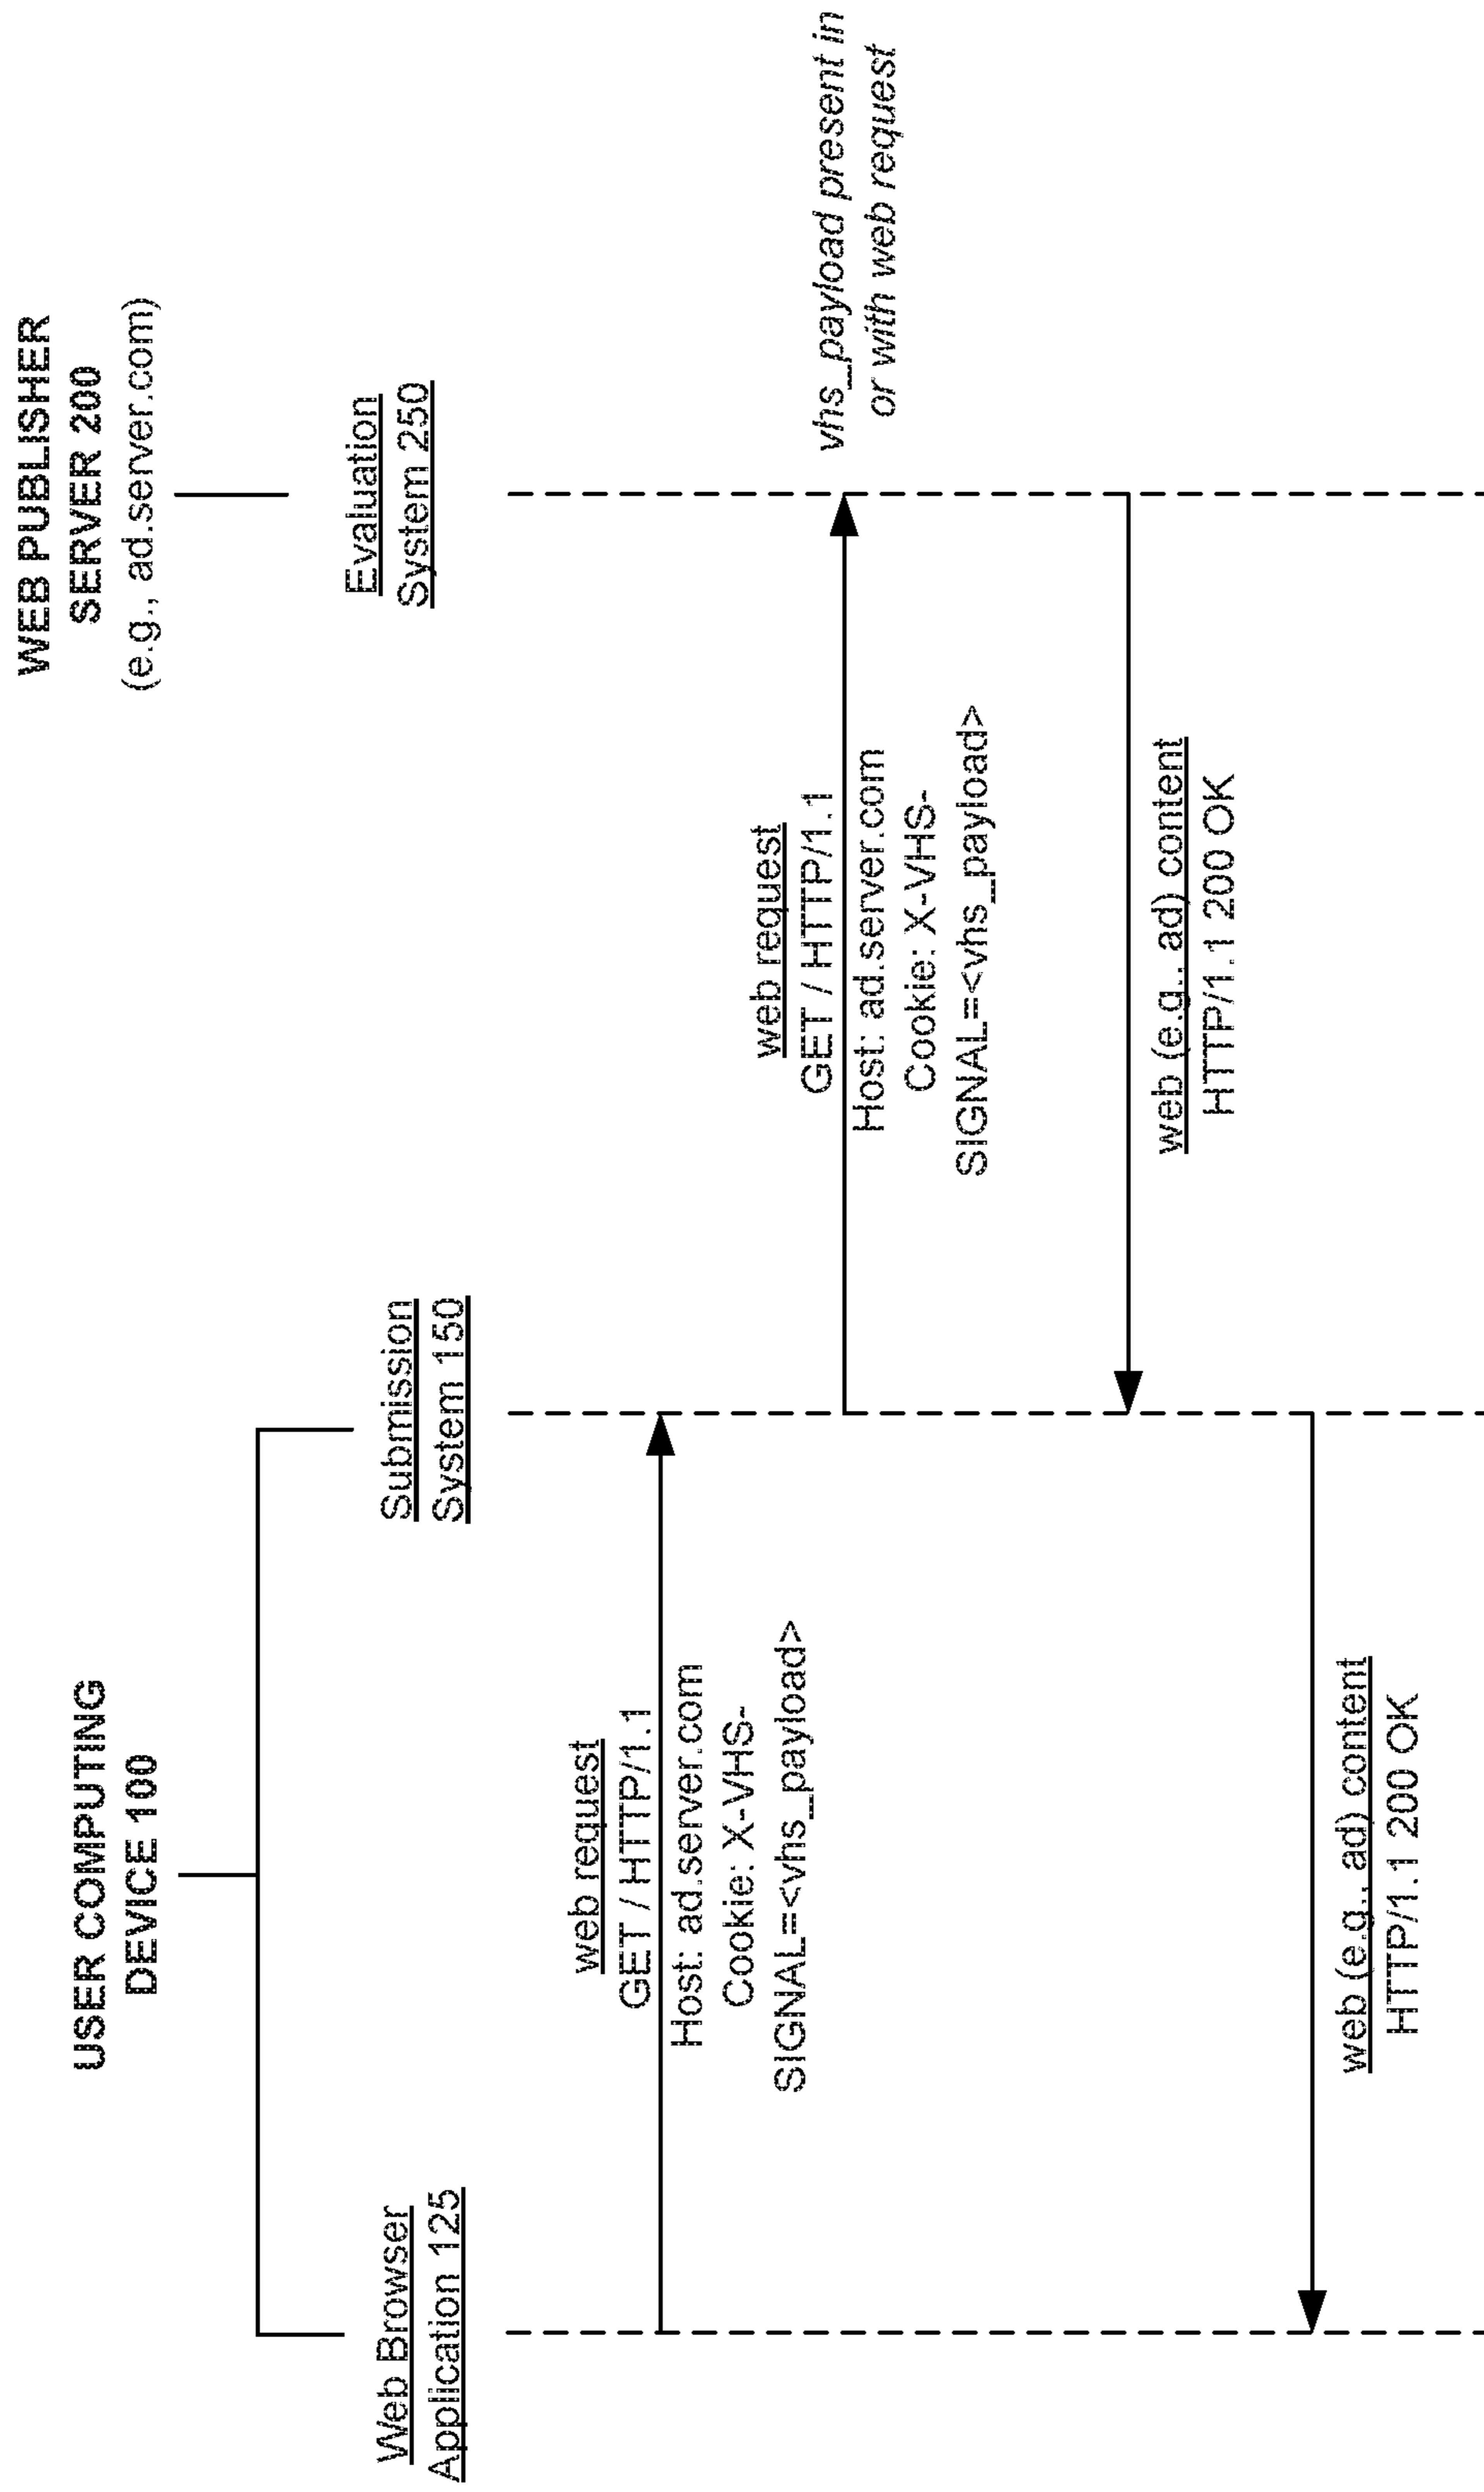 USER COMPUTING
DEVICE 100
WEB PUBLISHER
SERVER 200
(e.g., ad.server.com)
Web Browser
Application 125
Submission
System 150
Evaluation
System 250
web request
GET / HTTP/1.1
Host: ad.server.com
Cookie: X-VHS-
SIGNAL=<vhs_payload>
web request
GET / HTTP/1.1
Host: ad.server.com
Cookie: X-VHS-
SIGNAL=<vhs_payload>
vhs_payload present in
or with web request
web (e.g., ad) content
HTTP/1.1 200 OK
web (e.g., ad) content
HTTP/1.1 200 OK